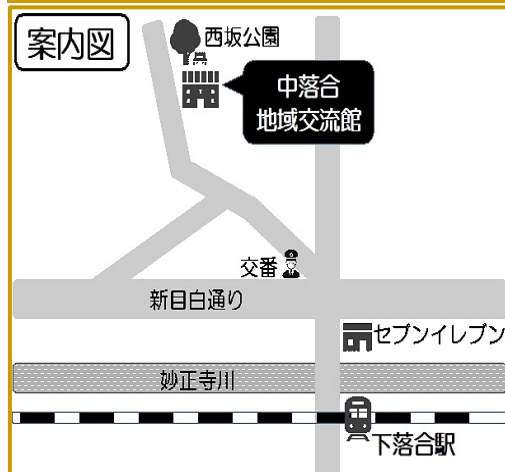 案内図
西坂公園
中落合
地域交流館
交番
新目白通り
セブンイレブン
妙正寺川
下落合駅